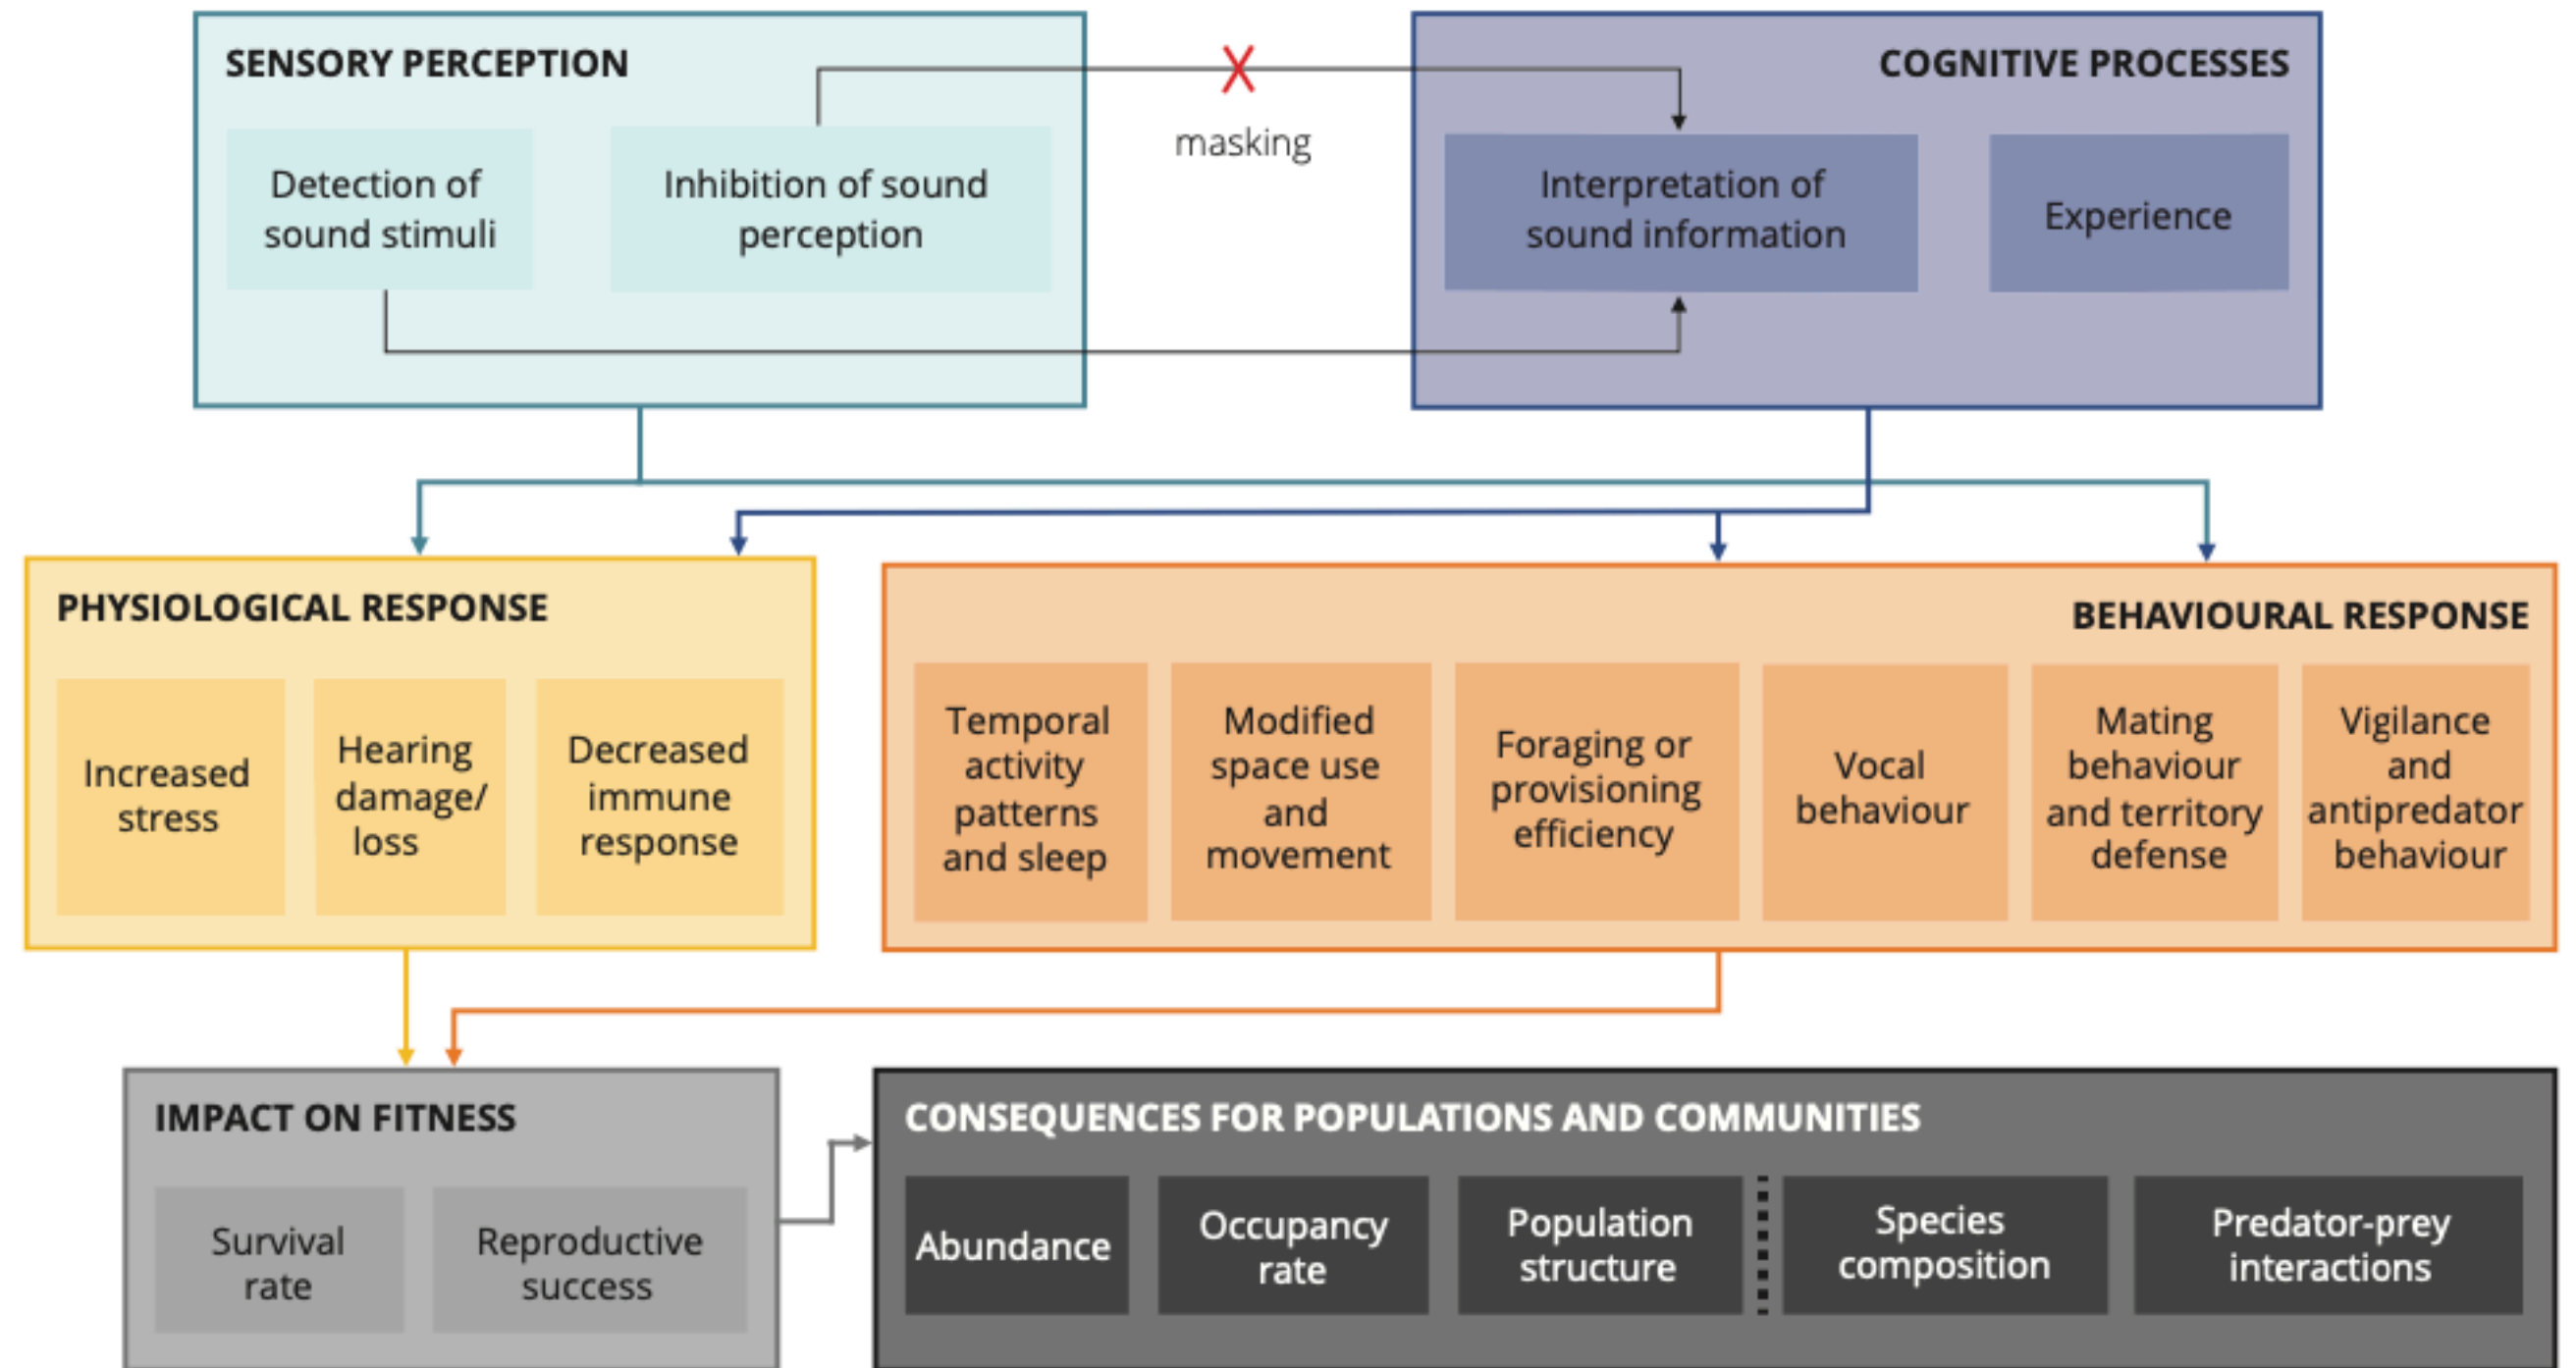 SENSORY PERCEPTION
Detection of
sound stimuli
Inhibition of sound
perception
masking
COGNITIVE PROCESSES
Interpretation of
sound information
Experience
PHYSIOLOGICAL RESPONSE
Increased
stress
Hearing
damage/
loss
Decreased
immune
response
BEHAVIOURAL RESPONSE
Temporal
activity
patterns
and sleep
Modified
space use
and
movement
Foraging or
provisioning
efficiency
Vocal
behaviour
Mating
behaviour
and territory
defense
Vigilance
and
antipredator
behaviour
IMPACT ON FITNESS
Survival
rate
Reproductive
success
CONSEQUENCES FOR POPULATIONS AND COMMUNITIES
Abundance
Occupancy
rate
Population
structure
Species
composition
Predator-prey
interactions